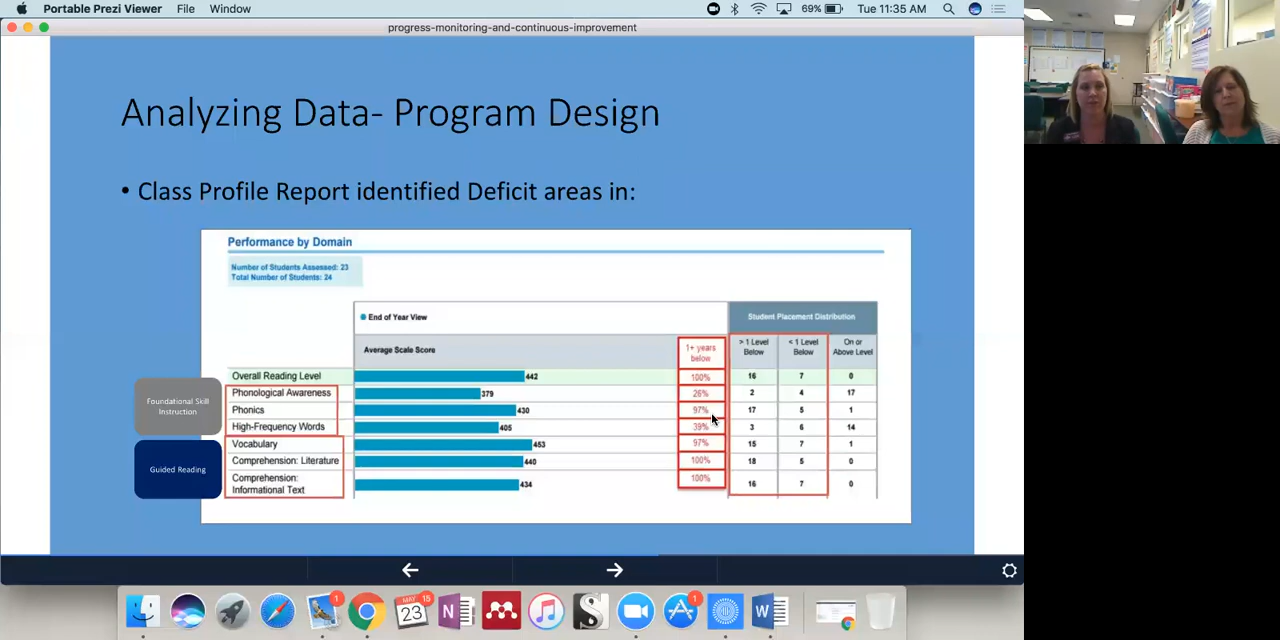 Portable Prezi Viewer File Window 69% Tue 11:35 AM
progress-monitoring-and-continuous-improvement
Analyzing Data- Program Design
• Class Profile Report identified Deficit areas in:
Performance by Domain
Number of Students Assessed: 23
Total Number of Students: 24
End of Year View
Student Placement Distribution
Average Scale Score
1+ years
below
> 1 Level
Below
< 1 Level
Below
On or
Above Level
Overall Reading Level 442 100% 16 7 0
Foundational Skill
Instruction
Phonological Awareness 379 26% 2 4 17
Phonics 430 97% 17 5 1
High-Frequency Words 405 39% 3 6 14
Guided Reading
Vocabulary 453 97% 15 7 1
Comprehension: Literature 440 100% 18 5 0
Comprehension:
Informational Text 434 100% 16 7 0
1
MAY 15
23
N
S
1
W